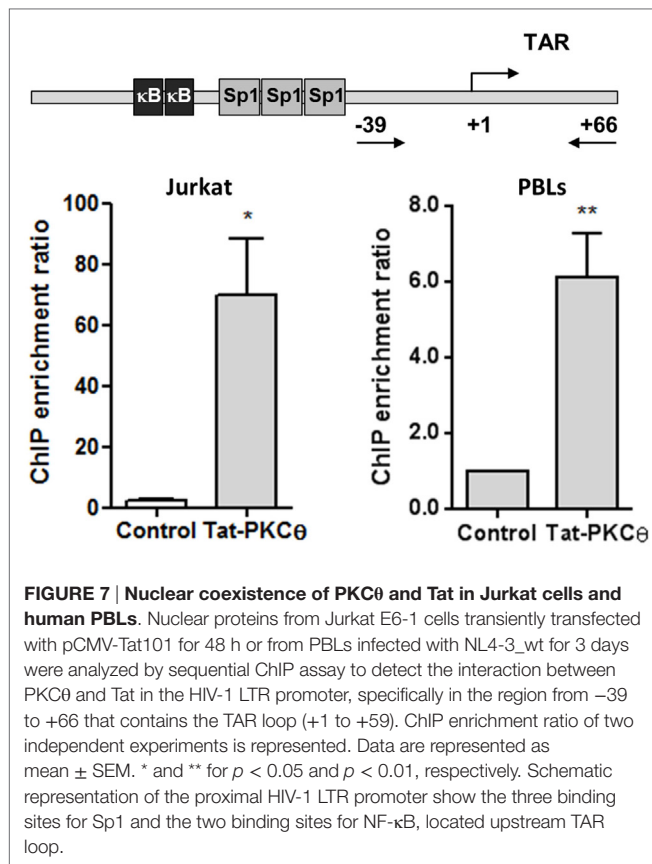 TAR
κB κB Sp1 Sp1 Sp1
-39 +1 +66
Jurkat
ChIP enrichment ratio
100
80
60
40
20
0
*
Control Tat-PKCθ
PBLs
ChIP enrichment ratio
8.0
6.0
4.0
2.0
0.0
**
Control Tat-PKCθ
FIGURE 7 | Nuclear coexistence of PKCθ and Tat in Jurkat cells and
human PBLs. Nuclear proteins from Jurkat E6-1 cells transiently transfected
with pCMV-Tat101 for 48 h or from PBLs infected with NL4-3_wt for 3 days
were analyzed by sequential ChIP assay to detect the interaction between
PKCθ and Tat in the HIV-1 LTR promoter, specifically in the region from −39
to +66 that contains the TAR loop (+1 to +59). ChIP enrichment ratio of two
independent experiments is represented. Data are represented as
mean ± SEM. * and ** for p < 0.05 and p < 0.01, respectively. Schematic
representation of the proximal HIV-1 LTR promoter show the three binding
sites for Sp1 and the two binding sites for NF-κB, located upstream TAR
loop.